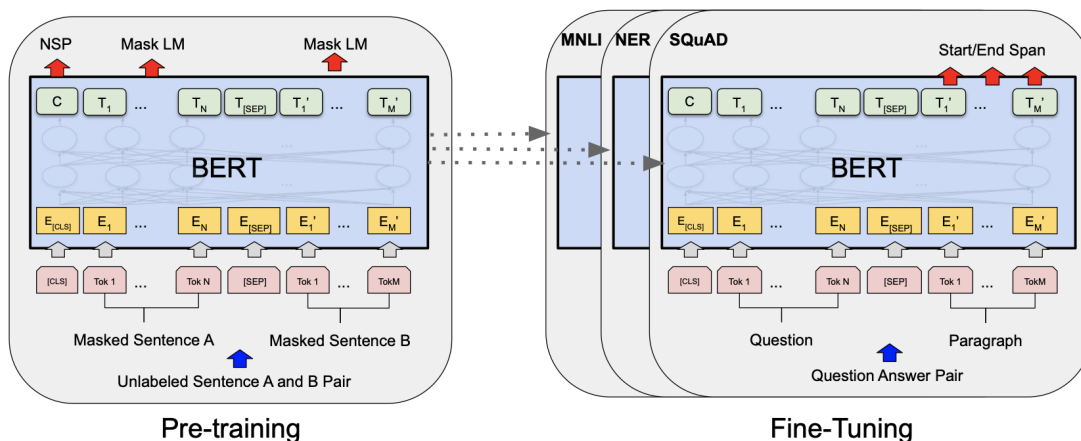 NSP Mask LM Mask LM
C T1 ... TN T[SEP] T1' ... TM'
... ...
BERT
... ...
E[CLS] E1 ... EN E[SEP] E1' ... EM'
[CLS] Tok 1 ... Tok N [SEP] Tok 1 ... TokM
Masked Sentence A Masked Sentence B
Unlabeled Sentence A and B Pair
Pre-training
MNLI NER SQuAD
Start/End Span
C T1 ... TN T[SEP] T1' ... TM'
... ...
BERT
... ...
E[CLS] E1 ... EN E[SEP] E1' ... EM'
[CLS] Tok 1 ... Tok N [SEP] Tok 1 ... TokM
Question Paragraph
Question Answer Pair
Fine-Tuning